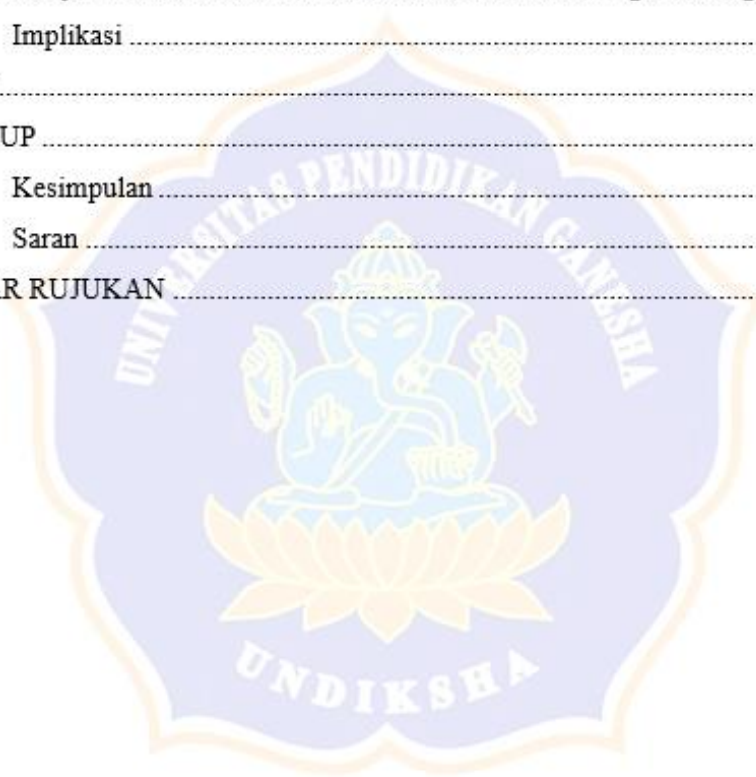 Implikasi ........................................................................................................
....................................................................................................................
UP ..................................................................................................................
Kesimpulan ....................................................................................................
Saran ...............................................................................................................
R RUJUKAN ................................................................................................
UNIVERSITAS PENDIDIKAN GANESHA
UNDIKSHA